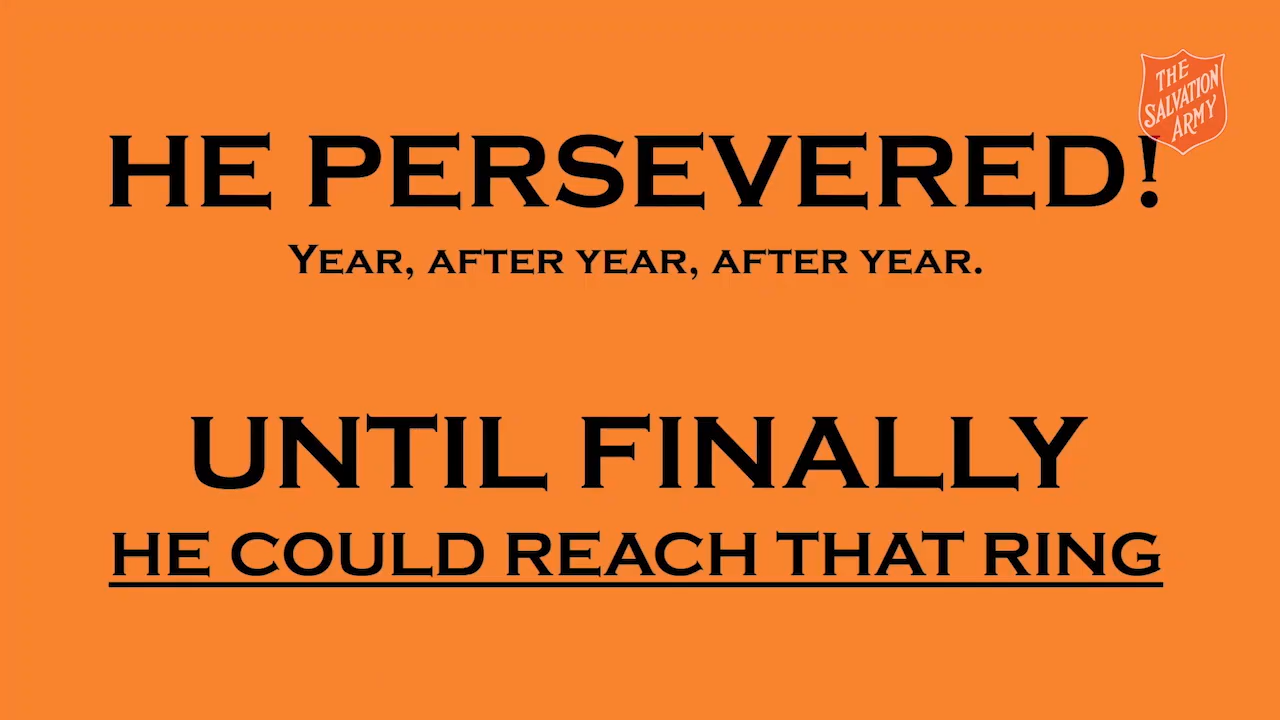 THE
SALVATION
ARMY
HE PERSEVERED!
YEAR, AFTER YEAR, AFTER YEAR.
UNTIL FINALLY
HE COULD REACH THAT RING